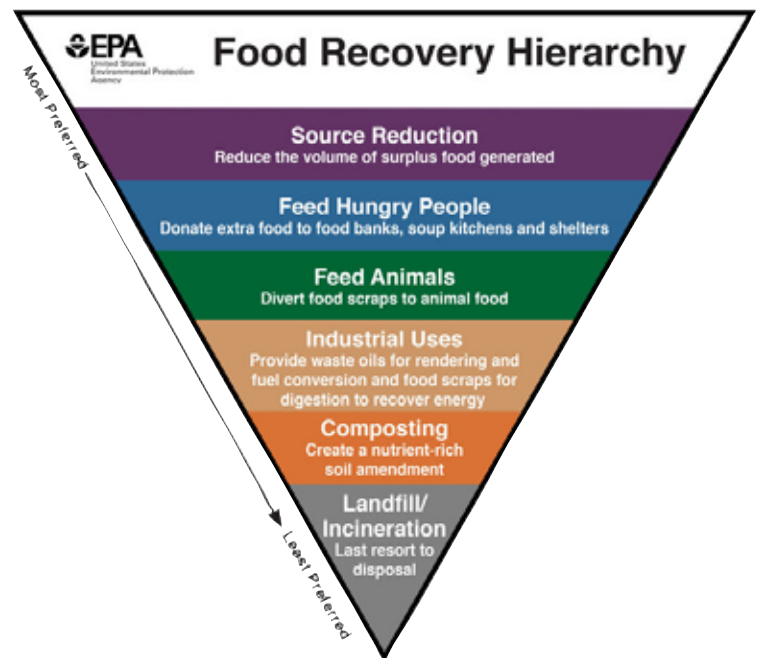 EPA
United States
Environmental Protection
Agency
Food Recovery Hierarchy
Most Preferred
Source Reduction
Reduce the volume of surplus food generated
Feed Hungry People
Donate extra food to food banks, soup kitchens and shelters
Feed Animals
Divert food scraps to animal food
Industrial Uses
Provide waste oils for rendering and
fuel conversion and food scraps for
digestion to recover energy
Composting
Create a nutrient-rich
soil amendment
Landfill/
Incineration
Last resort to
disposal
Least Preferred